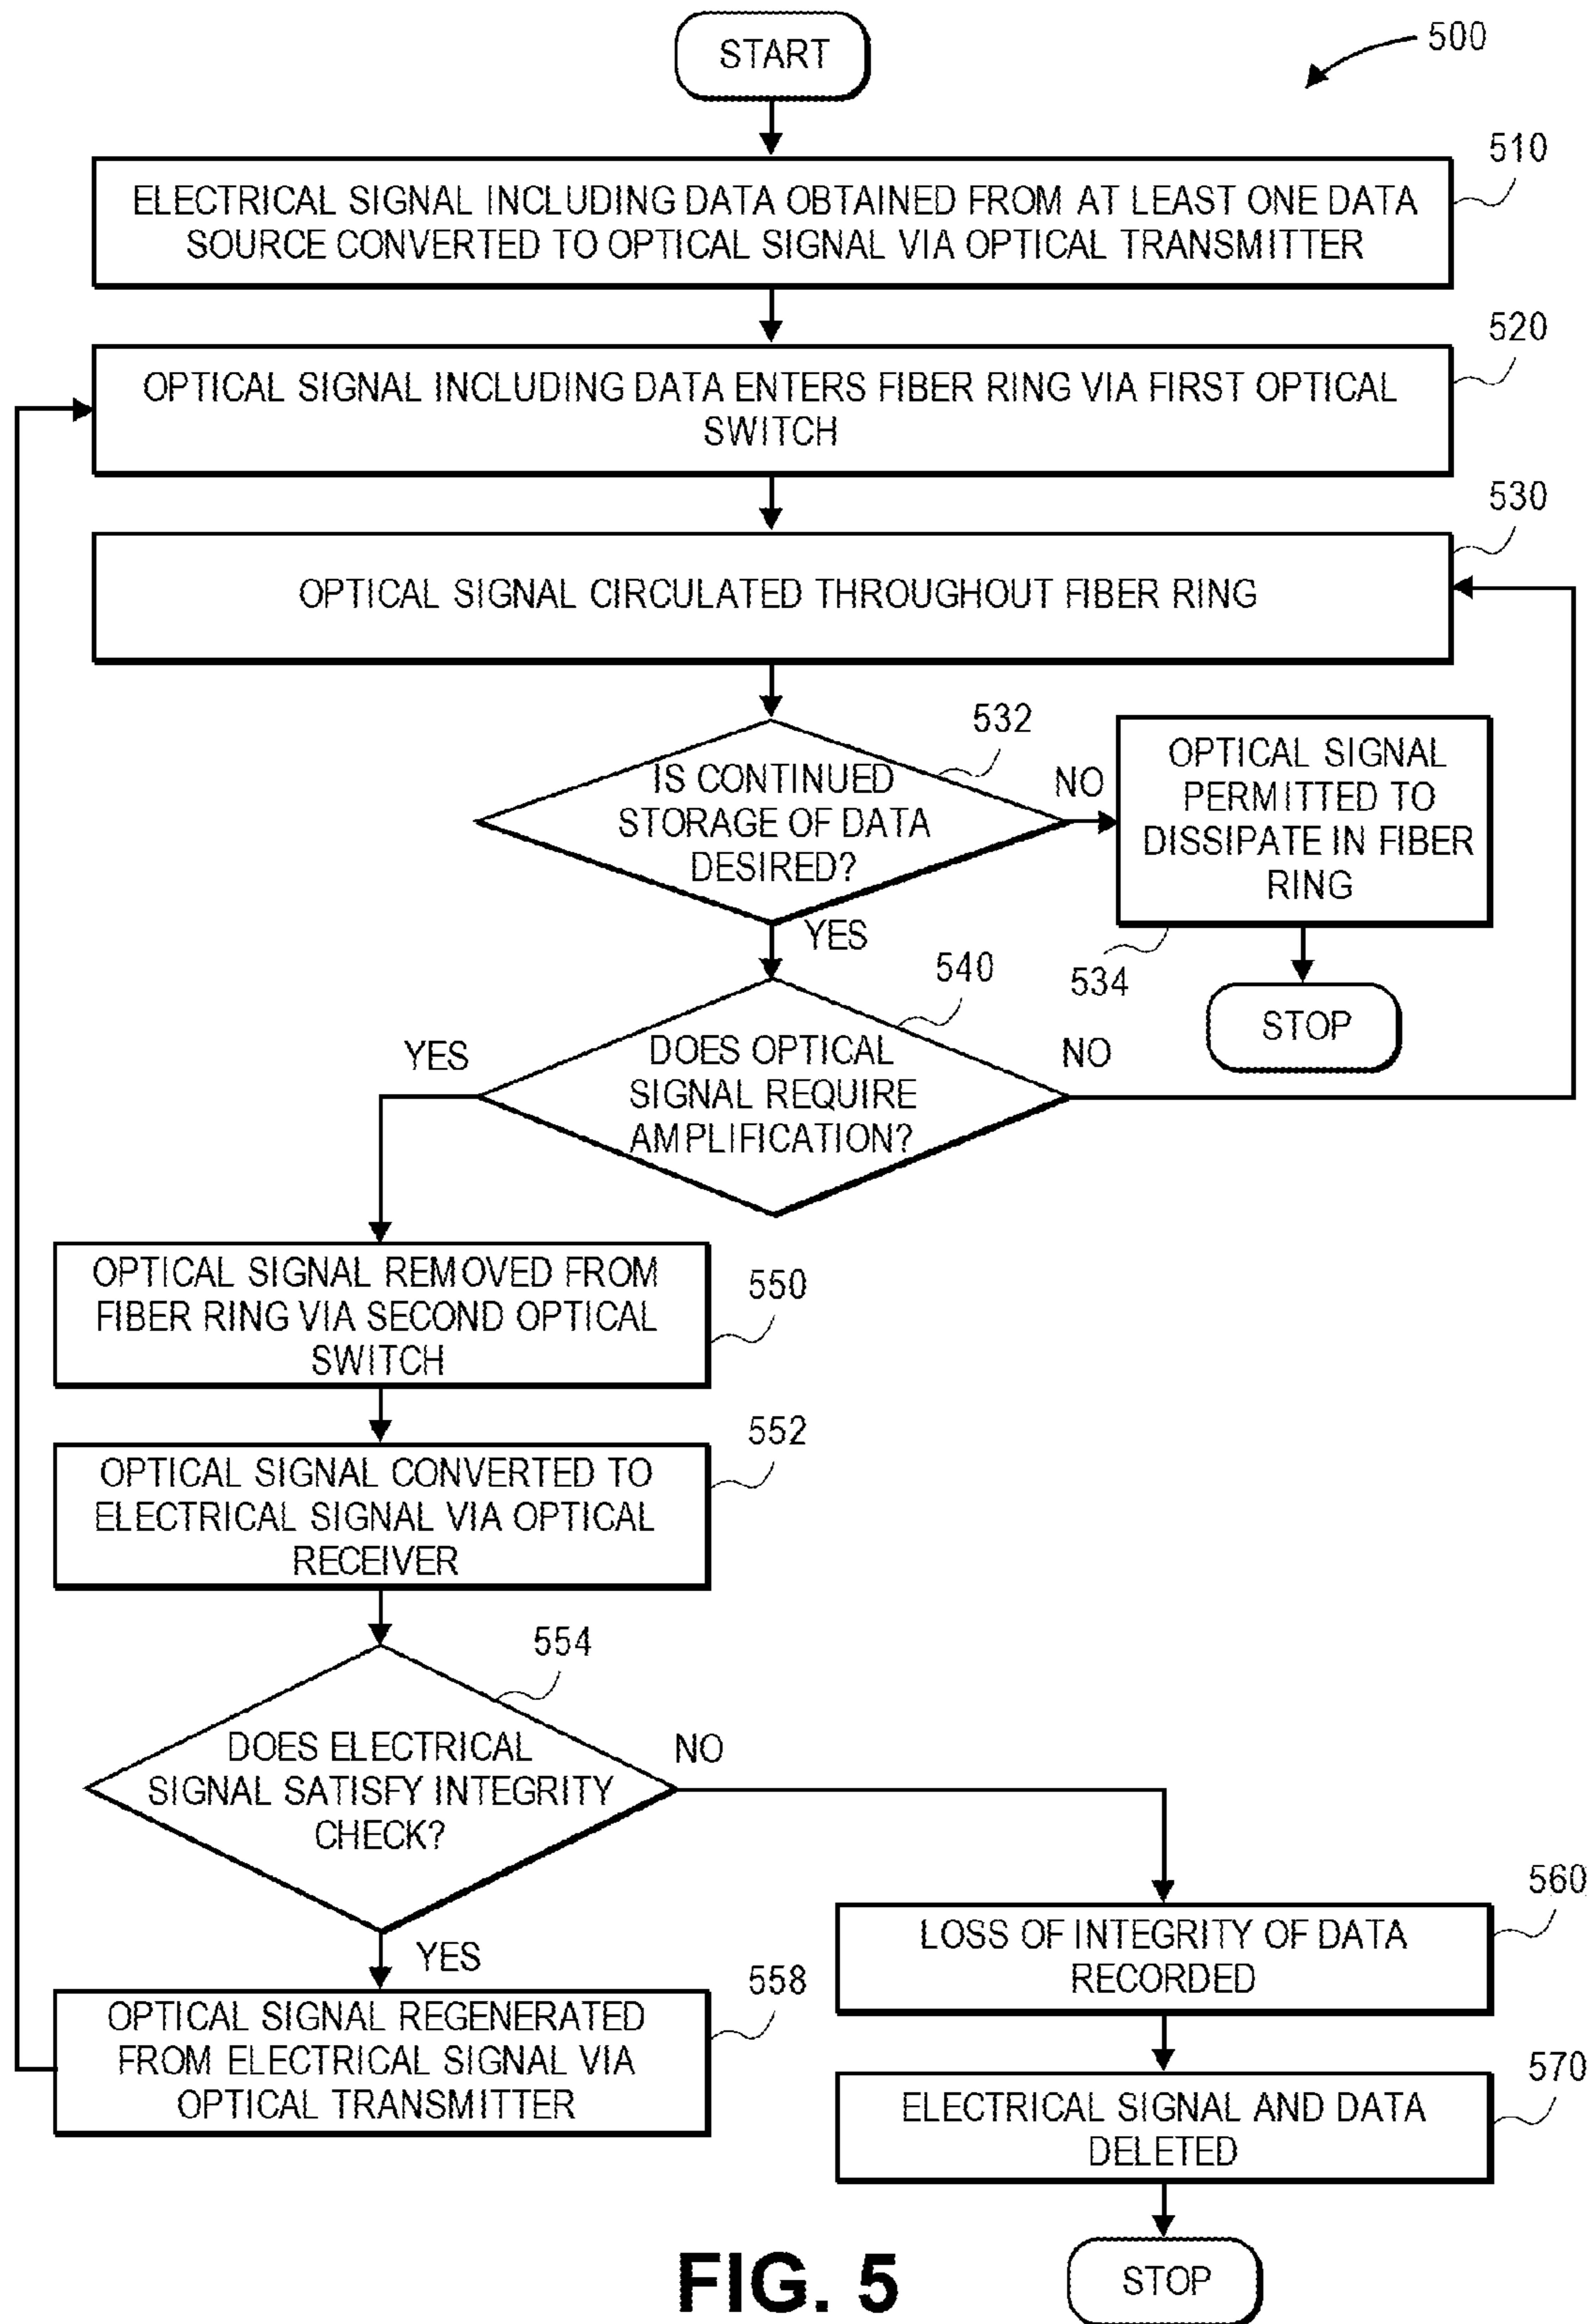 START
500
510
ELECTRICAL SIGNAL INCLUDING DATA OBTAINED FROM AT LEAST ONE DATA
SOURCE CONVERTED TO OPTICAL SIGNAL VIA OPTICAL TRANSMITTER
520
OPTICAL SIGNAL INCLUDING DATA ENTERS FIBER RING VIA FIRST OPTICAL
SWITCH
530
OPTICAL SIGNAL CIRCULATED THROUGHOUT FIBER RING
532
IS CONTINUED
STORAGE OF DATA
DESIRED?
NO
OPTICAL SIGNAL
PERMITTED TO
DISSIPATE IN FIBER
RING
534
STOP
YES
540
DOES OPTICAL
SIGNAL REQUIRE
AMPLIFICATION?
YES
NO
OPTICAL SIGNAL REMOVED FROM
FIBER RING VIA SECOND OPTICAL
SWITCH
550
552
OPTICAL SIGNAL CONVERTED TO
ELECTRICAL SIGNAL VIA OPTICAL
RECEIVER
554
DOES ELECTRICAL
SIGNAL SATISFY INTEGRITY
CHECK?
NO
YES
558
OPTICAL SIGNAL REGENERATED
FROM ELECTRICAL SIGNAL VIA
OPTICAL TRANSMITTER
560
LOSS OF INTEGRITY OF DATA
RECORDED
570
ELECTRICAL SIGNAL AND DATA
DELETED
STOP
FIG. 5